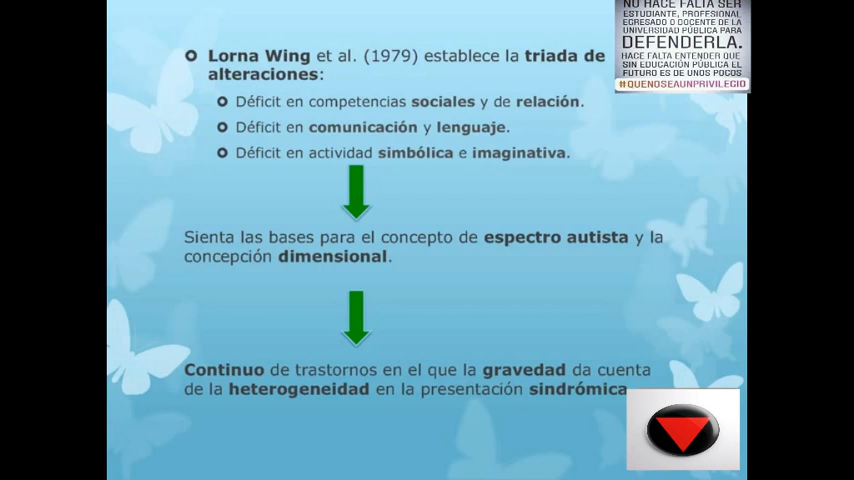 NO HACE FALTA SER
ESTUDIANTE, PROFESIONAL
EGRESADO O DOCENTE DE LA
UNIVERSIDAD PÚBLICA PARA
DEFENDERLA.
HACE FALTA ENTENDER QUE
SIN EDUCACIÓN PÚBLICA EL
FUTURO ES DE UNOS POCOS
#QUENOSEAUNPRIVILEGIO
Lorna Wing et al. (1979) establece la triada de
alteraciones:
Déficit en competencias sociales y de relación.
Déficit en comunicación y lenguaje.
Déficit en actividad simbólica e imaginativa.
Sienta las bases para el concepto de espectro autista y la
concepción dimensional.
Continuo de trastornos en el que la gravedad da cuenta
de la heterogeneidad en la presentación sindrómica